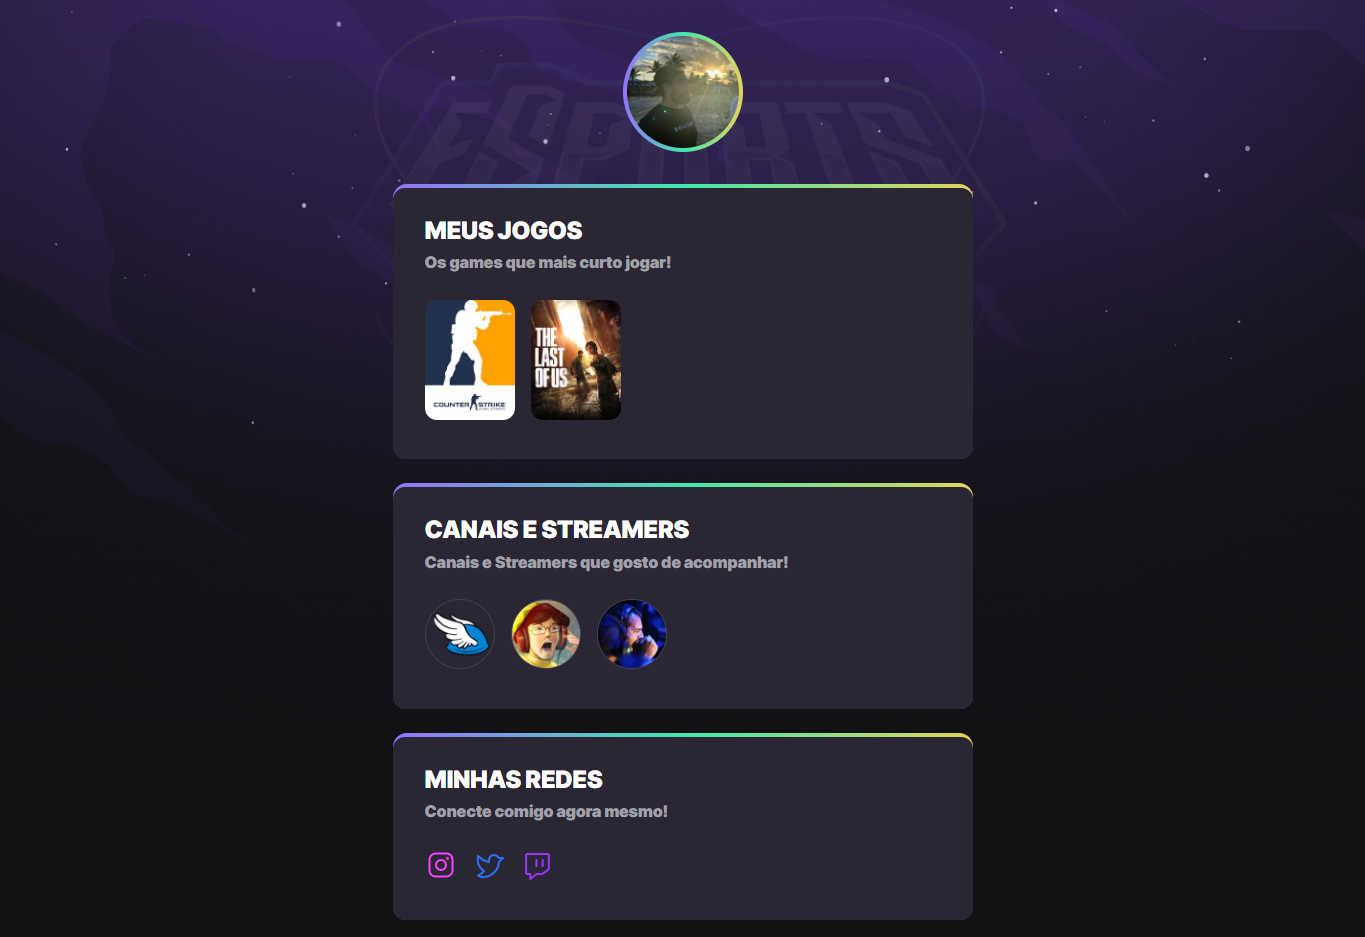 ESPORTS
MEUS JOGOS
Os games que mais curto jogar!
COUNTER STRIKE
THE
LAST
OF US
CANAIS E STREAMERS
Canais e Streamers que gosto de acompanhar!
MINHAS REDES
Conecte comigo agora mesmo!